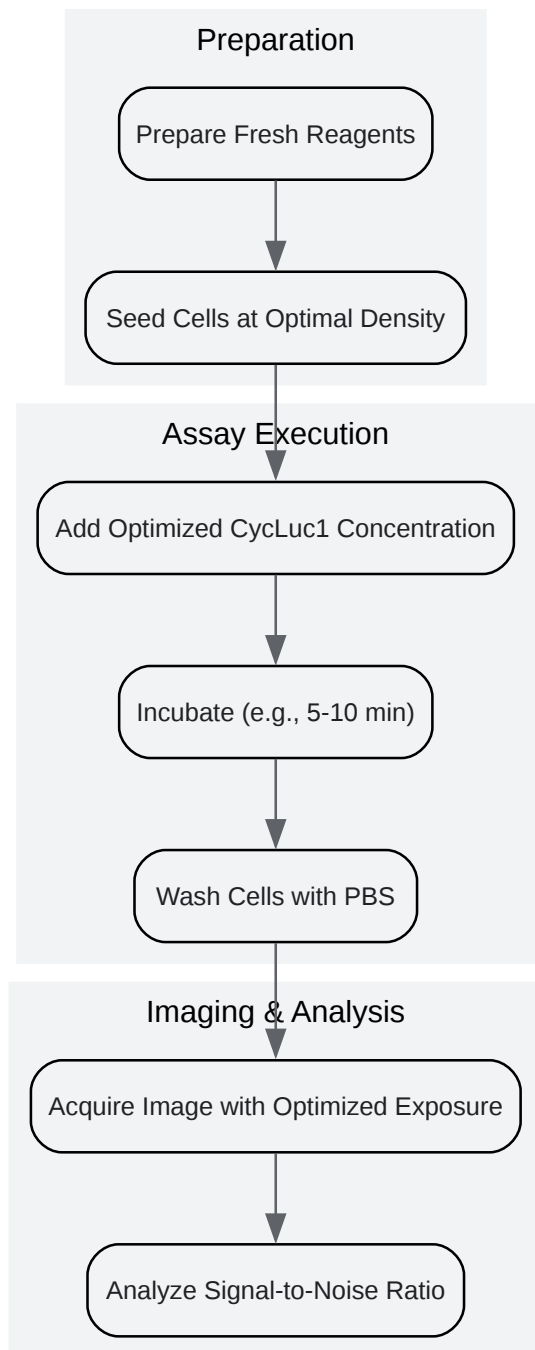 Preparation
Prepare Fresh Reagents
Seed Cells at Optimal Density
Assay Execution
Add Optimized CycLuc1 Concentration
Incubate (e.g., 5-10 min)
Wash Cells with PBS
Imaging & Analysis
Acquire Image with Optimized Exposure
Analyze Signal-to-Noise Ratio